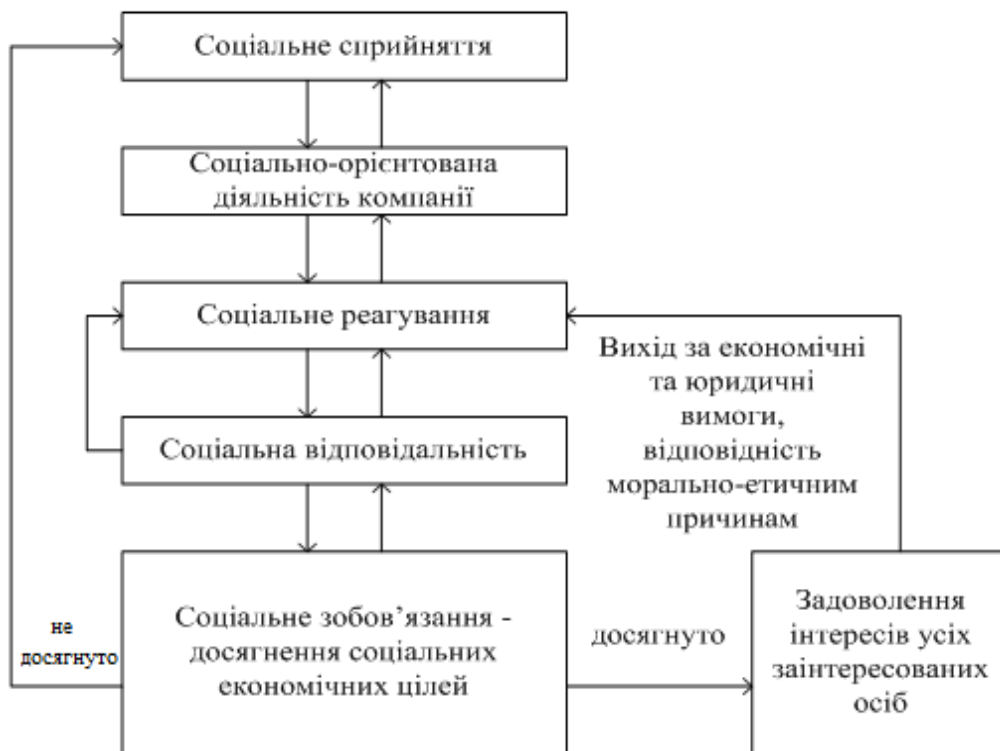 Соціальне сприйняття
Соціально-орієнтована
діяльність компанії
Соціальне реагування
Вихід за економічні
та юридичні
вимоги,
відповідність
морально-етичним
причинам
Соціальна відповідальність
не
досягнуто
Соціальне зобов’язання -
досягнення соціальних
економічних цілей
досягнуто
Задоволення
інтересів усіх
заінтересованих
осіб